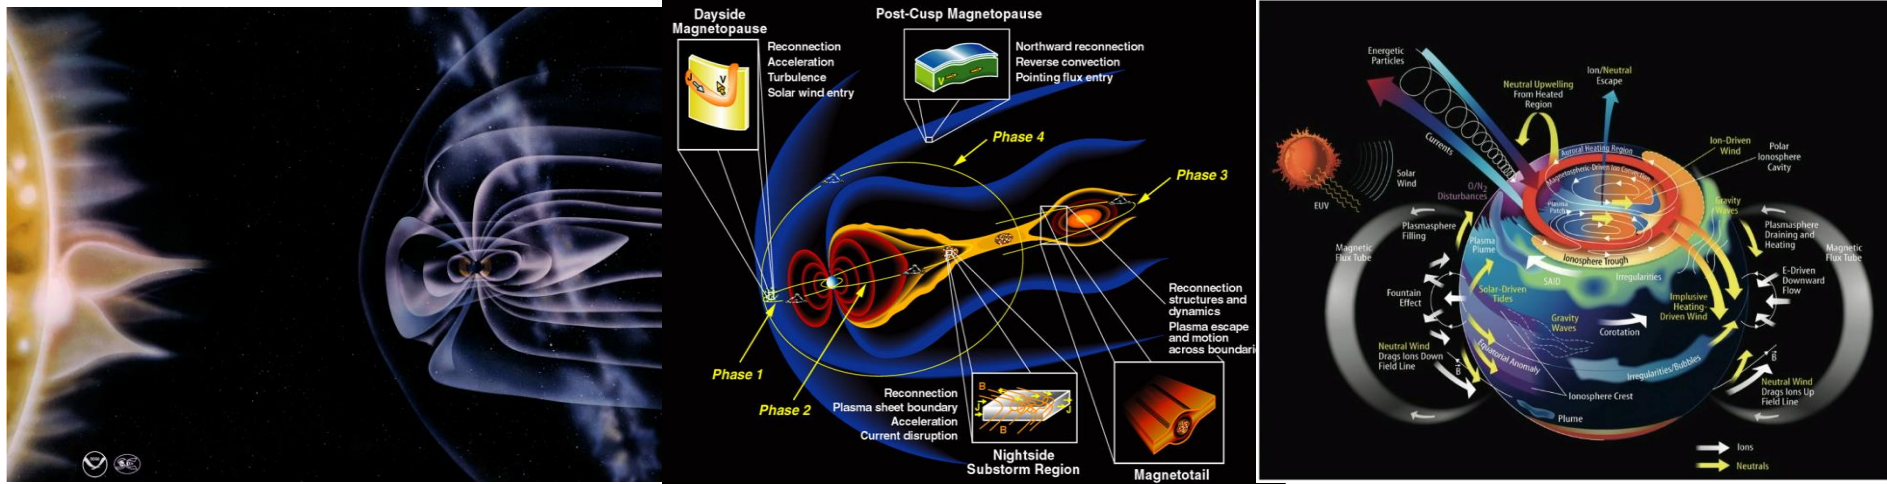 Dayside
Magnetopause
Reconnection
Acceleration
Turbulence
Solar wind entry
J
V
Post-Cusp Magnetopause
V
Northward reconnection
Reverse convection
Pointing flux entry
Phase 4
Phase 3
Phase 1
Phase 2
Reconnection
structures and
dynamics
Plasma escape
and motion
across boundari
Reconnection
Plasma sheet boundary
Acceleration
Current disruption
B
J
J
B
Nightside
Substorm Region
Magnetotail
Energetic
Particles
Currents
Neutral Upwelling
From Heated
Region
Ion/Neutral
Escape
Auroral Heating Region
Magnetospheric-Driven Ion Convection
Ion-Driven
Wind
Polar
Ionosphere
Cavity
Solar
Wind
EUV
O/N2
Disturbances
Plasma
Patch
Gravity
Waves
Plasmasphere
Filling
Plasmasphere
Draining and
Heating
Magnetic
Flux Tube
Magnetic
Flux Tube
Plasma
Plume
Ionosphere Trough
SAID
Irregularities
E-Driven
Downward
Flow
Fountain
Effect
Solar-Driven
Tides
Implusive
Heating-
Driven Wind
Gravity
Waves
Corotation
Neutral Wind
Drags Ions Down
Field Line
Equatorial Anomaly
Irregularities/Bubbles
Ionosphere Crest
Neutral Wind
Drags Ions Up
Field Line
Plume
Ions
Neutrals